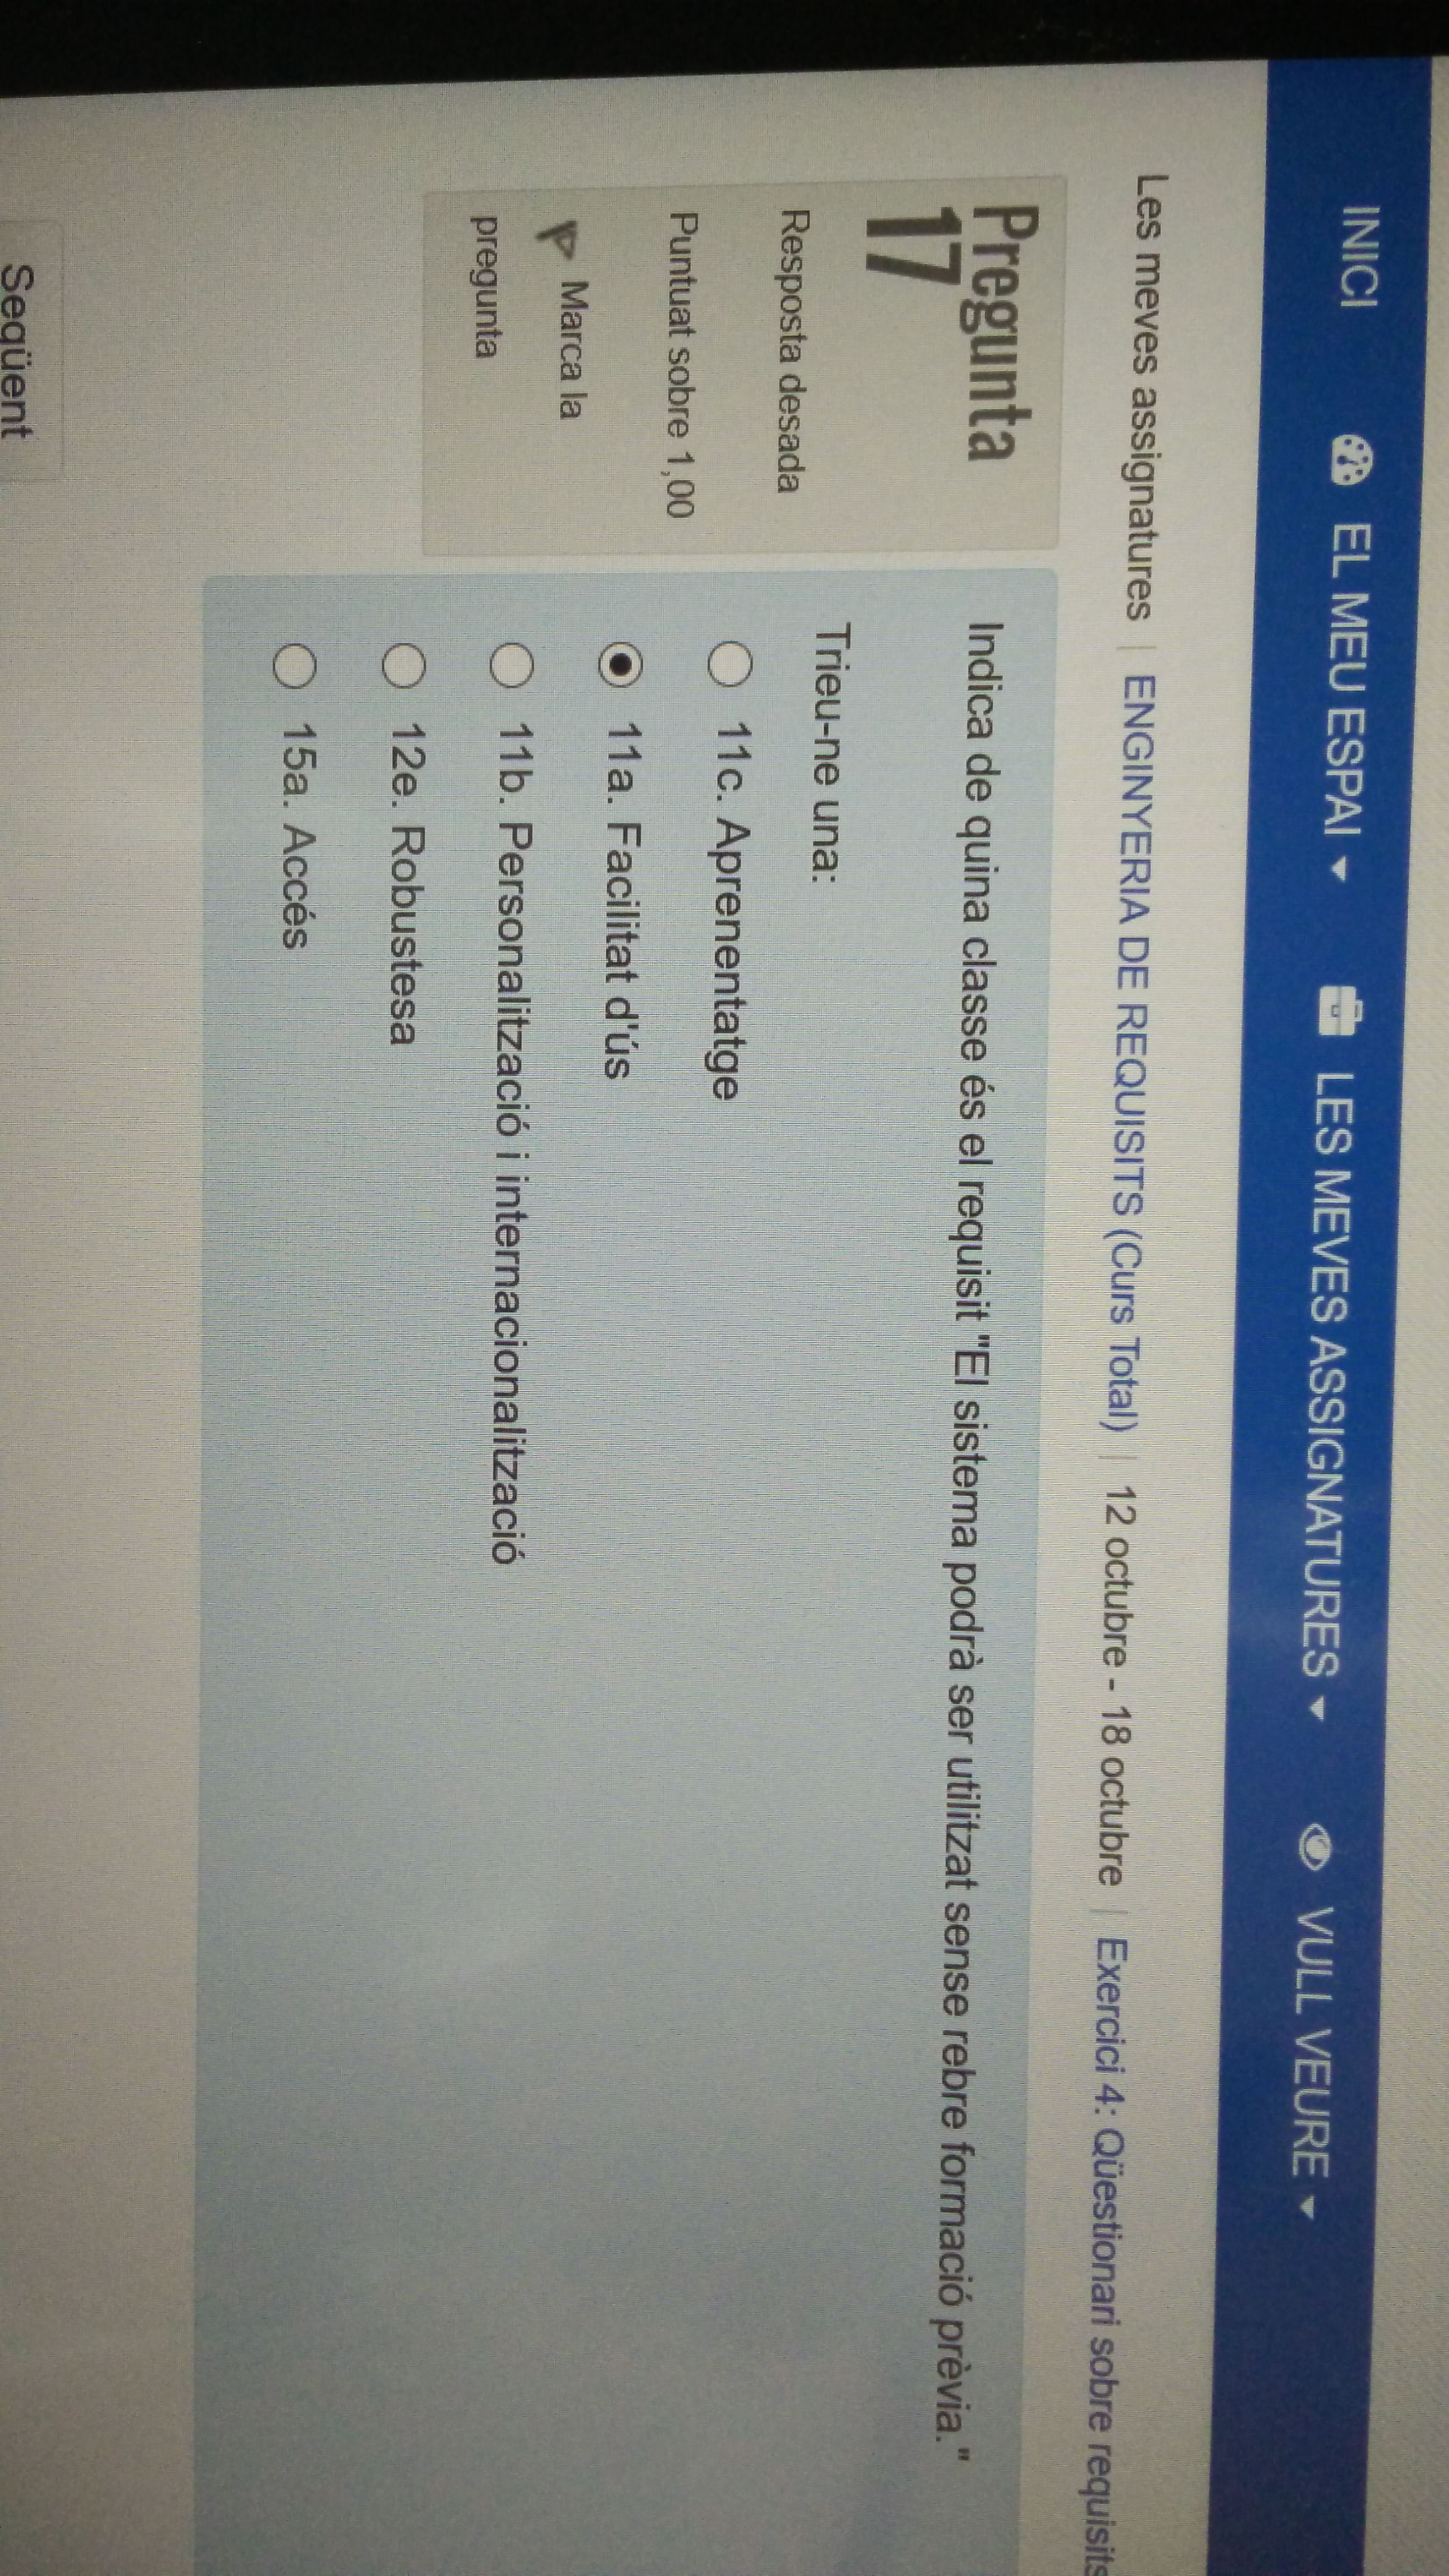 INICI EL MEU ESPAI LES MEVES ASSIGNATURES VULL VEURE
Les meves assignatures | ENGINYERIA DE REQUISITS (Curs Total) | 12 octubre - 18 octubre | Exercici 4: Qüestionari sobre requisits
Pregunta
17
Resposta desada
Puntuat sobre 1,00
Marca la
pregunta
Indica de quina classe és el requisit "El sistema podrà ser utilitzat sense rebre formació prèvia."
Trieu-ne una:
11c. Aprenentatge
11a. Facilitat d'ús
11b. Personalització i internacionalització
12e. Robustesa
15a. Accés
Següent